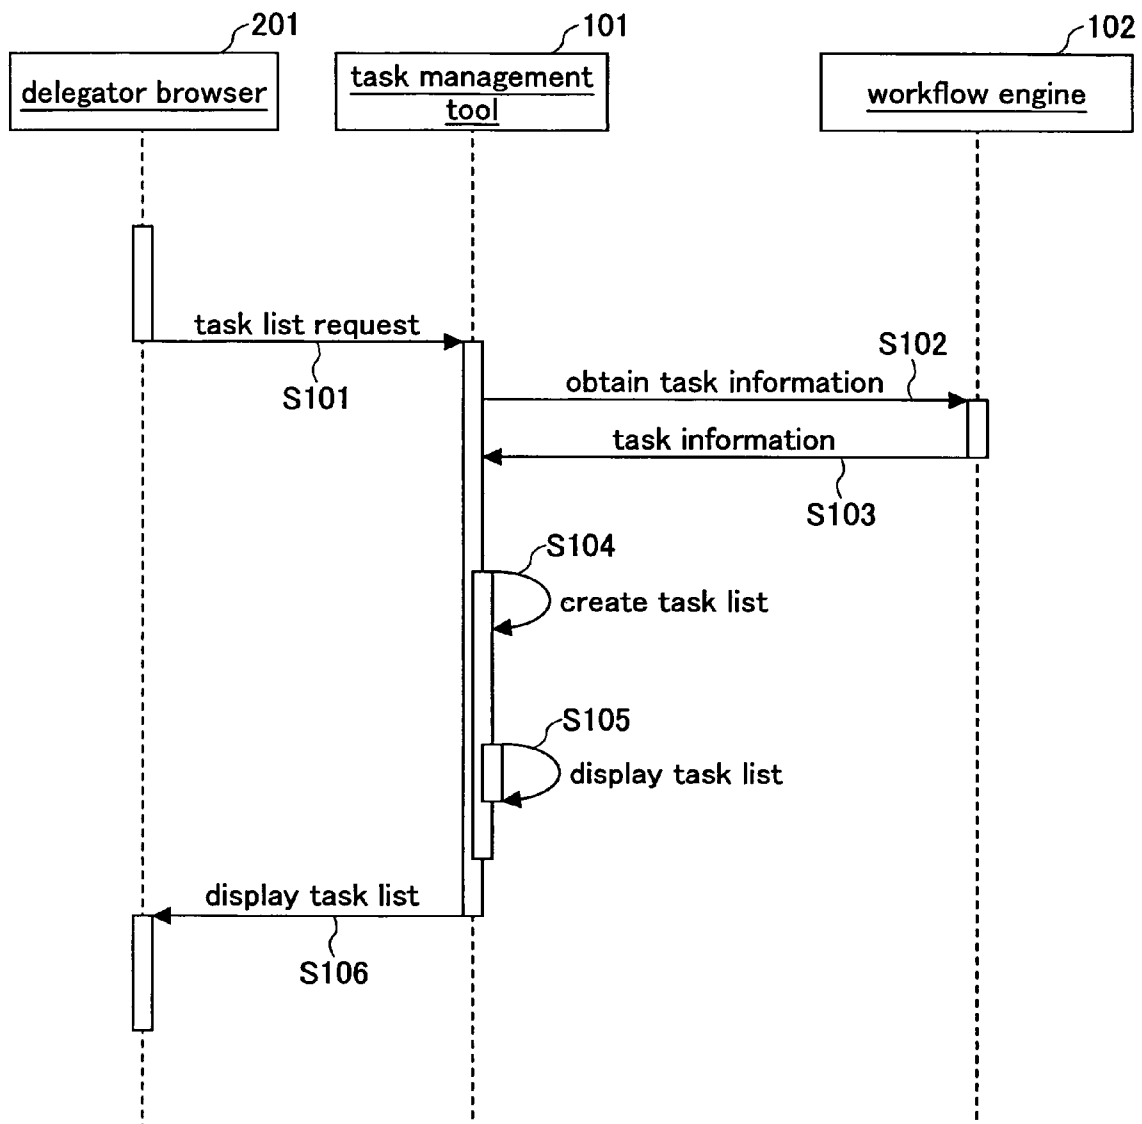 201
101
102
delegator browser
task management
tool
workflow engine
task list request
S101
S102
obtain task information
task information
S103
S104
create task list
S105
display task list
display task list
S106